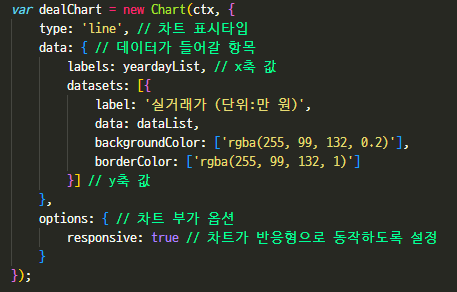 var dealChart = new Chart(ctx, {
    type: 'line', // 차트 표시타입
    data: { // 데이터가 들어갈 항목
        labels: yeardayList, // x축 값
        datasets: [{
            label: '실거래가 (단위:만 원)',
            data: dataList,
            backgroundColor: ['rgba(255, 99, 132, 0.2)'],
            borderColor: ['rgba(255, 99, 132, 1)']
        }] // y축 값
    },
    options: { // 차트 부가 옵션
        responsive: true // 차트가 반응형으로 동작하도록 설정
    }
});